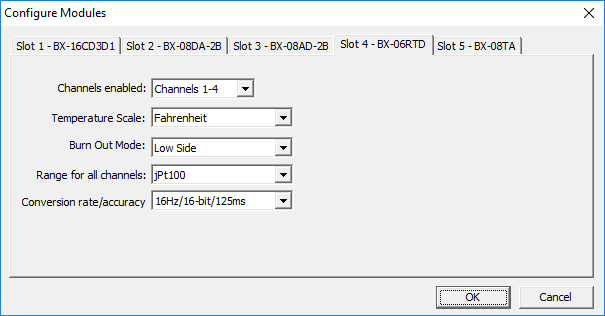 Configure Modules
Slot 1 - BX-16CD3D1 Slot 2 - BX-08DA-2B Slot 3 - BX-08AD-2B Slot 4 - BX-06RTD Slot 5 - BX-08TA
Channels enabled: Channels 1-4
Temperature Scale: Fahrenheit
Burn Out Mode: Low Side
Range for all channels: jPt100
Conversion rate/accuracy 16Hz/16-bit/125ms
OK Cancel